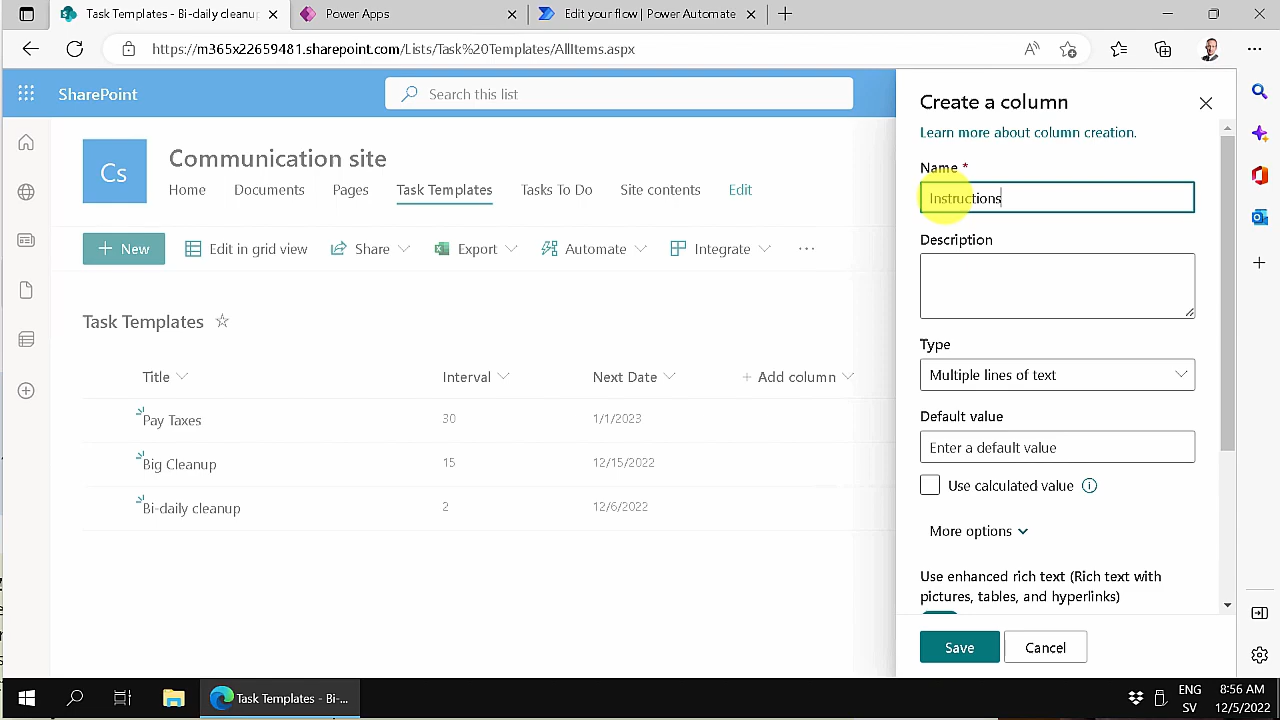 Task Templates - Bi-daily cleanup
Power Apps
Edit your flow | Power Automate
https://m365x22659481.sharepoint.com/Lists/Task%20Templates/AllItems.aspx
SharePoint
Search this list
Cs
Communication site
Home
Documents
Pages
Task Templates
Tasks To Do
Site contents
Edit
New
Edit in grid view
Share
Export
Automate
Integrate
Task Templates
Title
Interval
Next Date
Add column
Pay Taxes
30
1/1/2023
Big Cleanup
15
12/15/2022
Bi-daily cleanup
2
12/6/2022
Create a column
Learn more about column creation.
Name *
Instructions
Description
Type
Multiple lines of text
Default value
Enter a default value
Use calculated value
More options
Use enhanced rich text (Rich text with
pictures, tables, and hyperlinks)
Save
Cancel
Task Templates - Bi-...
ENG
SV
8:56 AM
12/5/2022